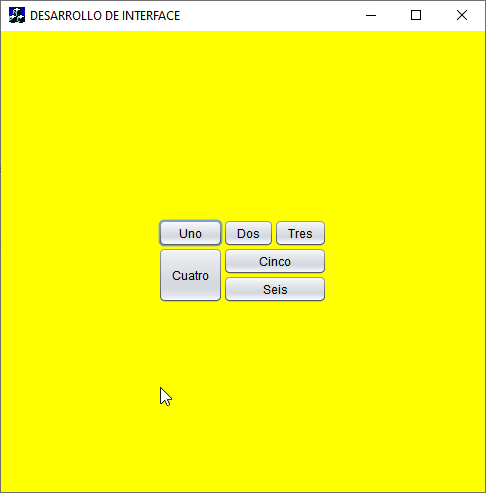 DESARROLLO DE INTERFACE
Uno Dos Tres
Cuatro
Cinco
Seis